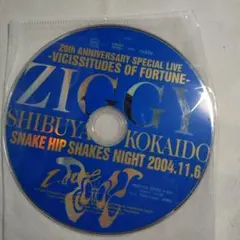 20th ANNIVERSARY SPECIAL LIVE
-VICISSITUDES OF FORTUNE-
ZIGGY
SHIBUYA KOKAIDO
SNAKE HIP SHAKES NIGHT 2004.11.6